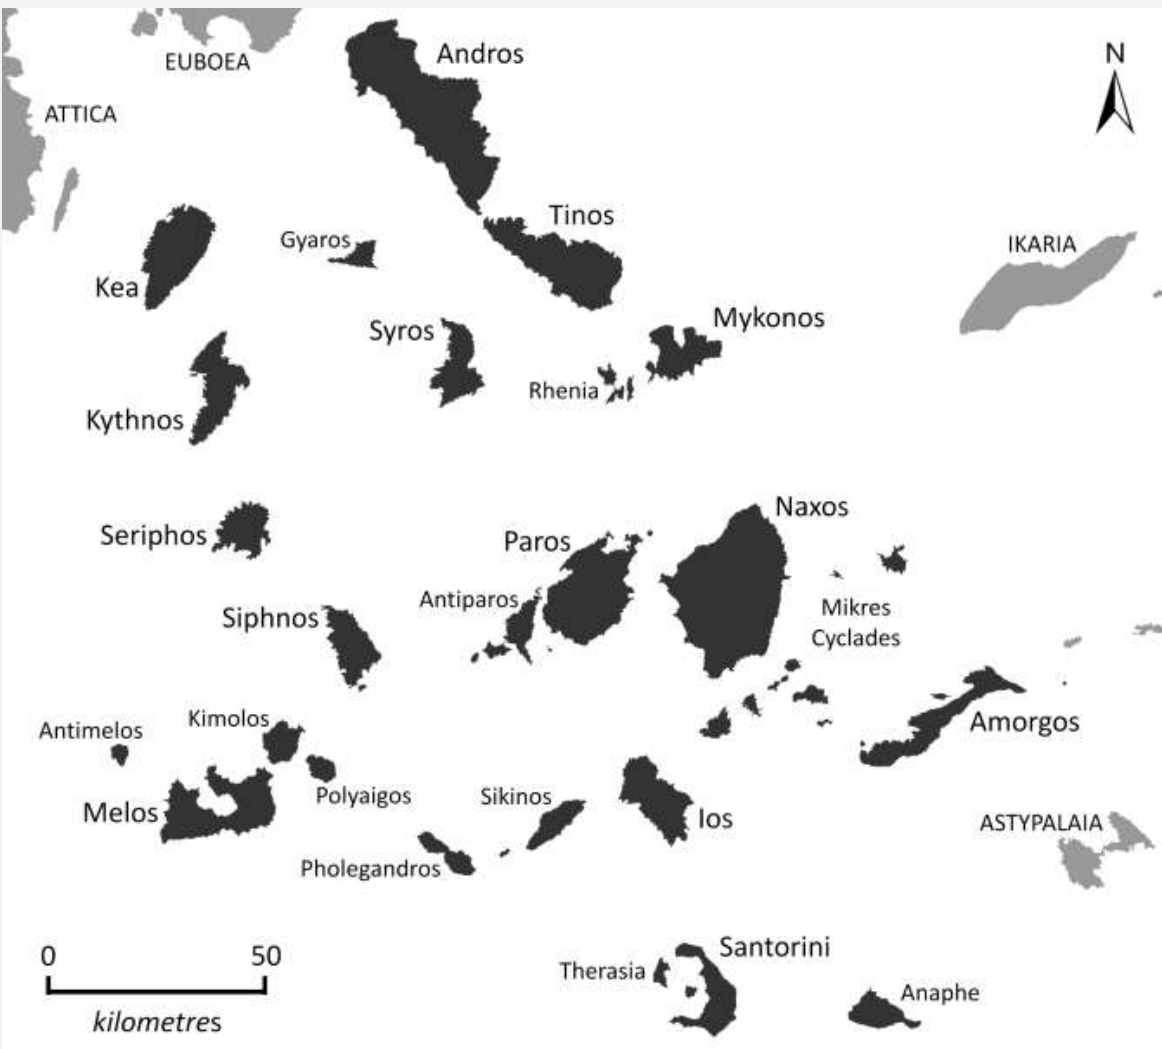 Andros
N
EUBOEA
ATTICA
Tinos
Gyaros
IKARIA
Kea
Mykonos
Syros
Rhenia
Kythnos
Naxos
Seriphos
Paros
Antiparos
Mikres
Cyclades
Siphnos
Kimolos
Amorgos
Antimelos
Polyaigos
Sikinos
Melos
Ios
ASTYPALAIA
Pholegandros
Santorini
0 50
Therasia
Anaphe
kilometres